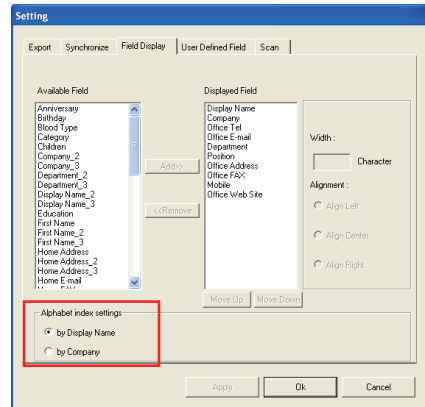 Setting
Export Synchronize Field Display User Defined Field Scan
Available Field
Anniversary
Birthday
Blood Type
Category
Children
Company_2
Company_3
Department_2
Department_3
Display Name_2
Display Name_3
Education
First Name
First Name_2
First Name_3
Home Address
Home Address_2
Home Address_3
Home E-mail
Home FAX
Add>>
<<Remove
Displayed Field
Display Name
Company
Office Tel
Office E-mail
Department
Position
Office Address
Office FAX
Mobile
Office Web Site
Move Up Move Down
Width :
Character
Alignment :
Align Left
Align Center
Align Right
Alphabet index settings
by Display Name
by Company
Apply Ok Cancel